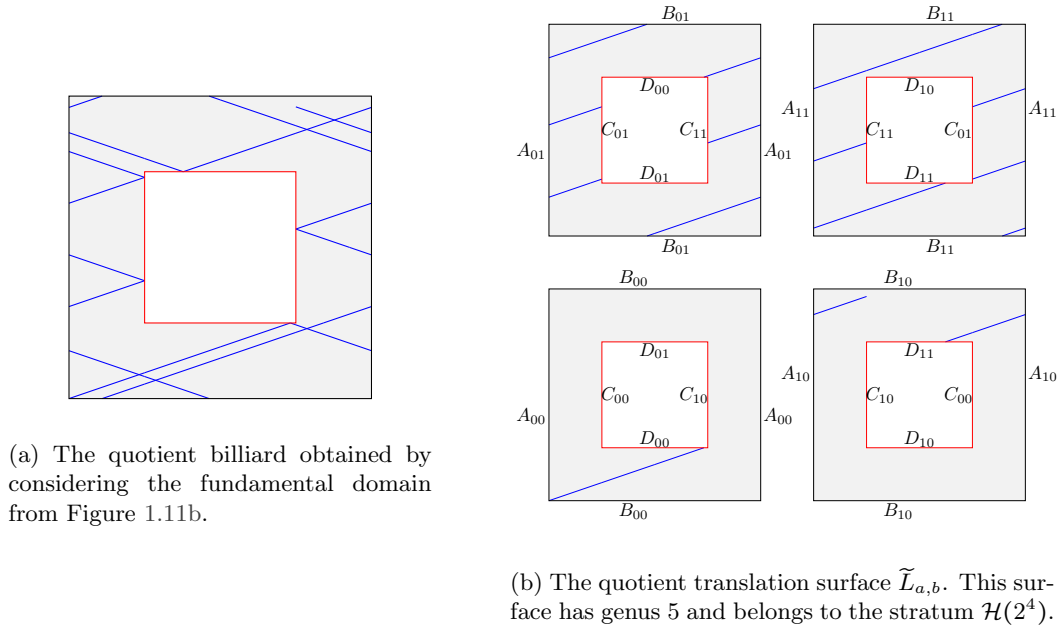 B₀₁
B₁₁
D₀₀
D₁₀
A₀₁
C₀₁
C₁₁
A₀₁
A₁₁
C₁₁
C₀₁
A₁₁
D₀₁
D₁₁
B₀₁
B₁₁
B₀₀
B₁₀
D₀₁
D₁₁
A₀₀
C₀₀
C₁₀
A₀₀
A₁₀
C₁₀
C₀₀
A₁₀
D₀₀
D₁₀
B₀₀
B₁₀
(a) The quotient billiard obtained by
considering the fundamental domain
from Figure 1.11b.
(b) The quotient translation surface L̃ₐ,b. This sur-
face has genus 5 and belongs to the stratum ℋ(2⁴).